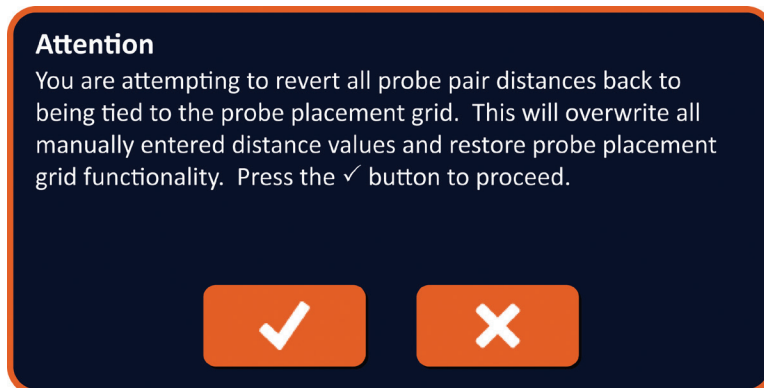 Attention
You are attempting to revert all probe pair distances back to
being tied to the probe placement grid.  This will overwrite all
manually entered distance values and restore probe placement
grid functionality.  Press the ✓ button to proceed.